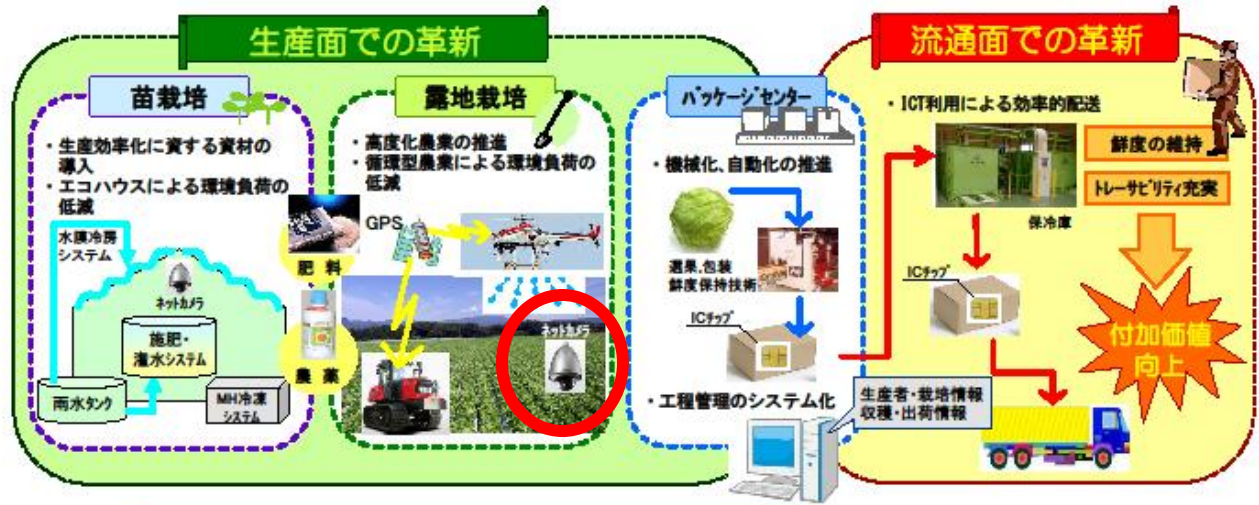 生産面での革新
流通面での革新
苗栽培
・生産効率化に資する資材の
導入
・エコハウスによる環境負荷の
低減
水膜冷房
システム
ネットカメラ
施肥・
灌水システム
雨水タンク
MH冷凍
システム
肥 料
農 薬
露地栽培
・高度化農業の推進
・循環型農業による環境負荷の
低減
GPS
ネットカメラ
パッケージセンター
・機械化、自動化の推進
選果、包装
鮮度保持技術
ICチップ
・工程管理のシステム化
生産者・栽培情報
収穫・出荷情報
・ICT利用による効率的配送
保冷庫
ICチップ
鮮度の維持
トレーサビリティ充実
付加価値
向上